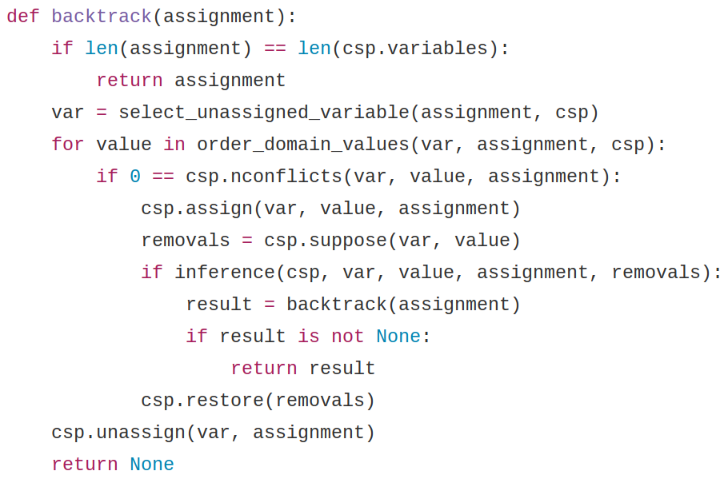 def backtrack(assignment):
    if len(assignment) == len(csp.variables):
        return assignment
    var = select_unassigned_variable(assignment, csp)
    for value in order_domain_values(var, assignment, csp):
        if 0 == csp.nconflicts(var, value, assignment):
            csp.assign(var, value, assignment)
            removals = csp.suppose(var, value)
            if inference(csp, var, value, assignment, removals):
                result = backtrack(assignment)
                if result is not None:
                    return result
            csp.restore(removals)
    csp.unassign(var, assignment)
    return None